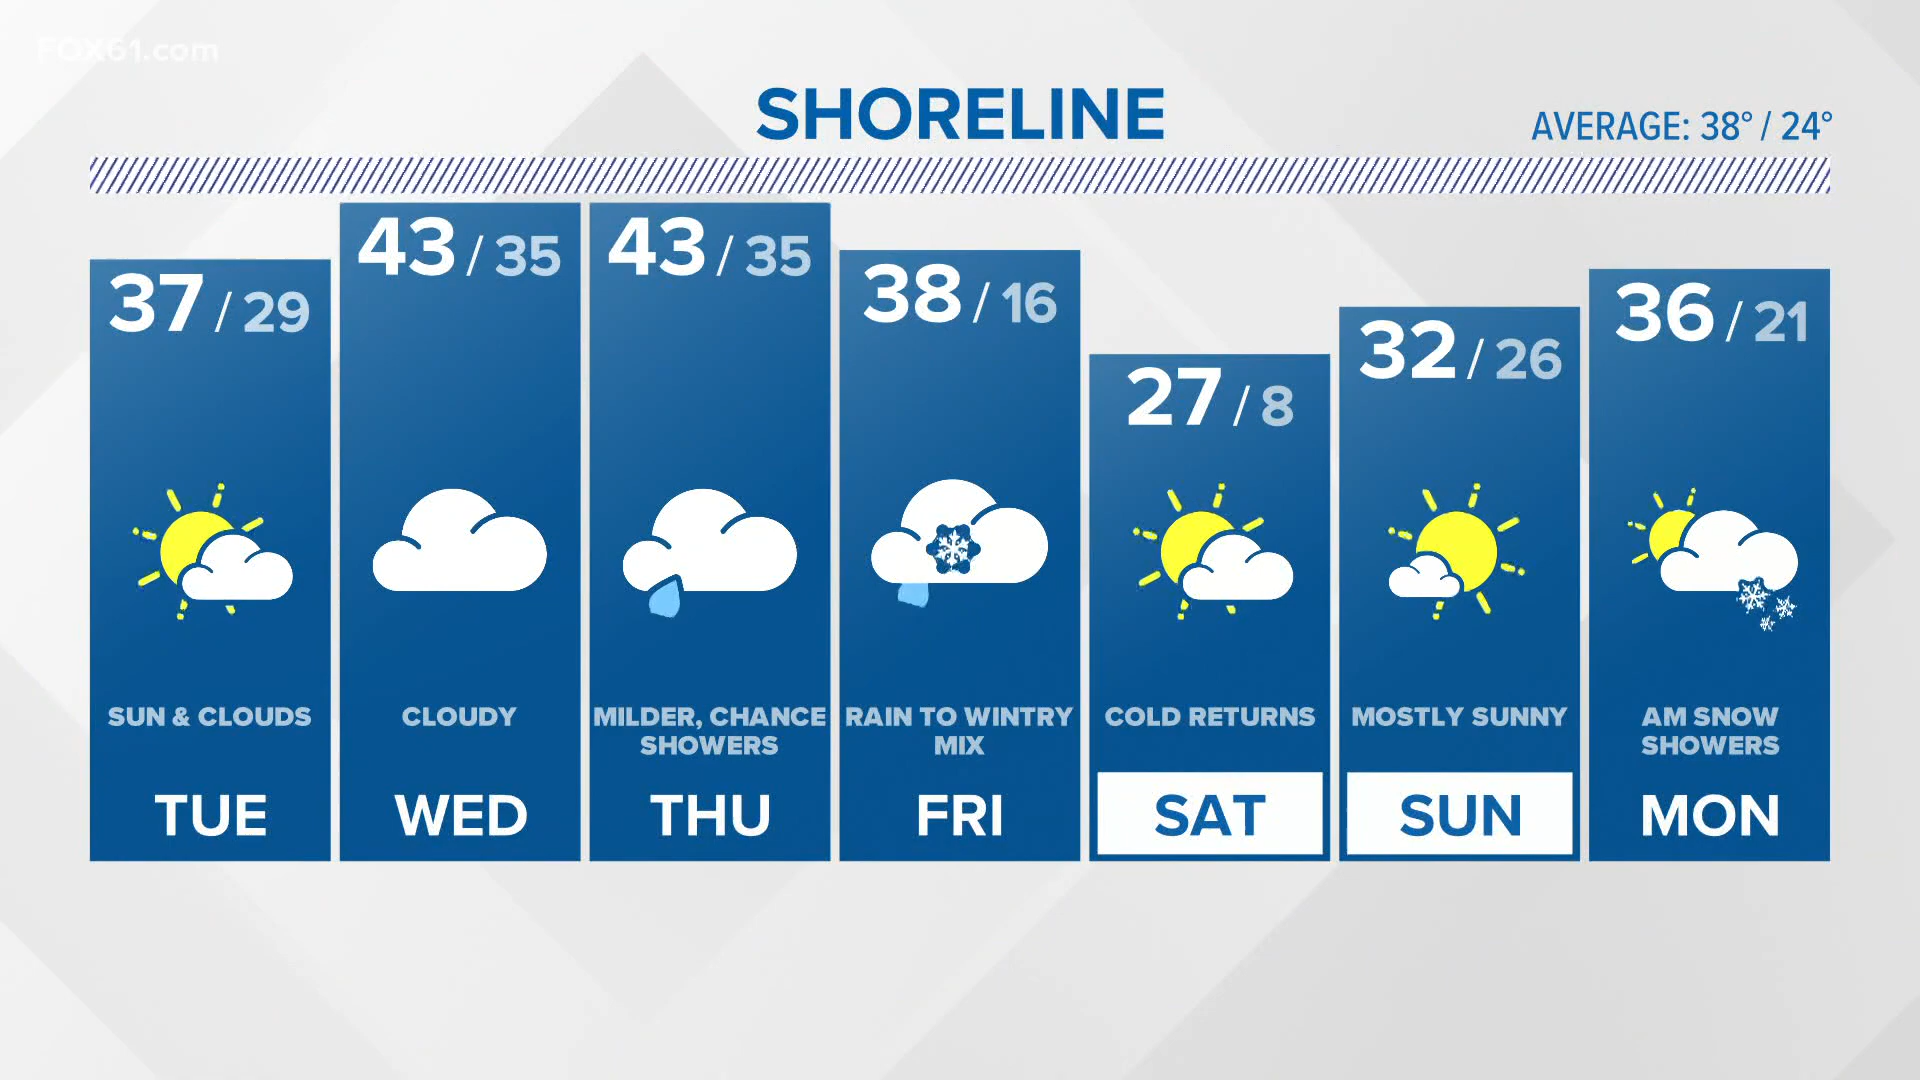 FOX61.com
SHORELINE
AVERAGE: 38° / 24°
37 / 29
43 / 35
43 / 35
38 / 16
27 / 8
32 / 26
36 / 21
SUN & CLOUDS
CLOUDY
MILDER, CHANCE
SHOWERS
RAIN TO WINTRY
MIX
COLD RETURNS
MOSTLY SUNNY
AM SNOW
SHOWERS
TUE
WED
THU
FRI
SAT
SUN
MON